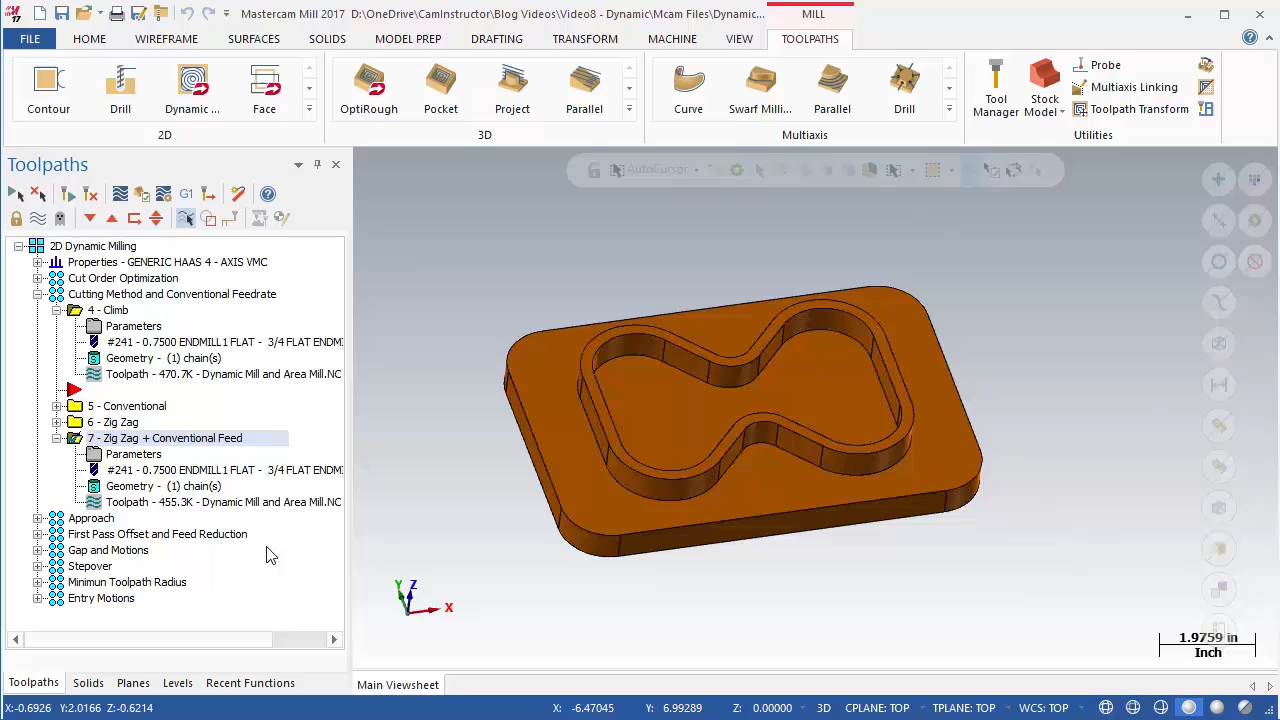 Mastercam Mill 2017 D:\OneDrive\CamInstructor\Blog Videos\Video8 - Dynamic\Mcam Files\Dynamic... MILL
FILE HOME WIREFRAME SURFACES SOLIDS MODEL PREP DRAFTING TRANSFORM MACHINE VIEW TOOLPATHS
Contour Drill Dynamic ... Face
2D
OptiRough Pocket Project Parallel
3D
Curve Swarf Milli... Parallel Drill
Multiaxis
Tool Manager
Stock Model
Probe
Multiaxis Linking
Toolpath Transform
Utilities
Toolpaths
AutoCursor
G1
2D Dynamic Milling
Properties - GENERIC HAAS 4 - AXIS VMC
Cut Order Optimization
Cutting Method and Conventional Feedrate
4 - Climb
Parameters
#241 - 0.7500 ENDMILL1 FLAT - 3/4 FLAT ENDM
Geometry - (1) chain(s)
Toolpath - 470.7K - Dynamic Mill and Area Mill.NC
5 - Conventional
6 - Zig Zag
7 - Zig Zag + Conventional Feed
Parameters
#241 - 0.7500 ENDMILL1 FLAT - 3/4 FLAT ENDM
Geometry - (1) chain(s)
Toolpath - 455.3K - Dynamic Mill and Area Mill.NC
Approach
First Pass Offset and Feed Reduction
Gap and Motions
Stepover
Minimun Toolpath Radius
Entry Motions
Y Z
X
1.9759 in
Inch
Toolpaths Solids Planes Levels Recent Functions
Main Viewsheet
X:-0.6926 Y:2.0166 Z:-0.6214 X: -6.47045 Y: 6.99289 Z: 0.00000 3D CPLANE: TOP TPLANE: TOP WCS: TOP